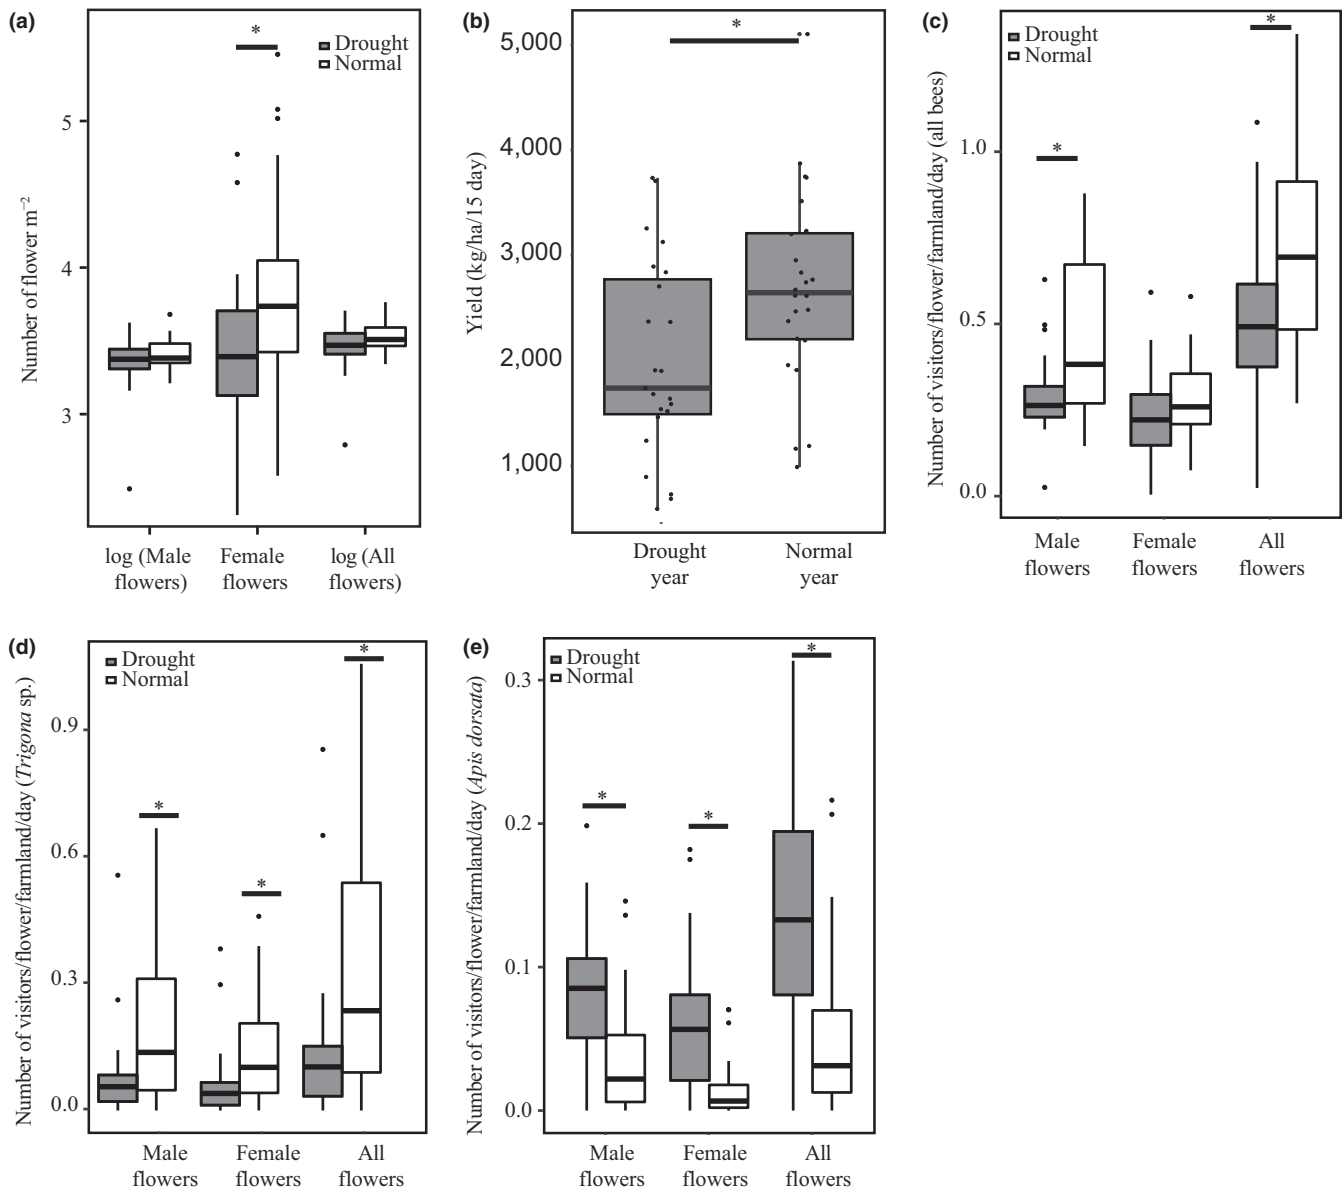 (a)
*
Drought
Normal
5
4
3
Number of flower m⁻²
log (Male
flowers)
Female
flowers
log (All
flowers)
(b)
*
5,000
4,000
3,000
2,000
1,000
Yield (kg/ha/15 day)
Drought
year
Normal
year
(c)
Drought
Normal
*
*
1.0
0.5
0.0
Number of visitors/flower/farmland/day (all bees)
Male
flowers
Female
flowers
All
flowers
(d)
Drought
Normal
*
*
*
0.9
0.6
0.3
0.0
Number of visitors/flower/farmland/day (Trigona sp.)
Male
flowers
Female
flowers
All
flowers
(e)
Drought
Normal
*
*
*
0.3
0.2
0.1
0.0
Number of visitors/flower/farmland/day (Apis dorsata)
Male
flowers
Female
flowers
All
flowers